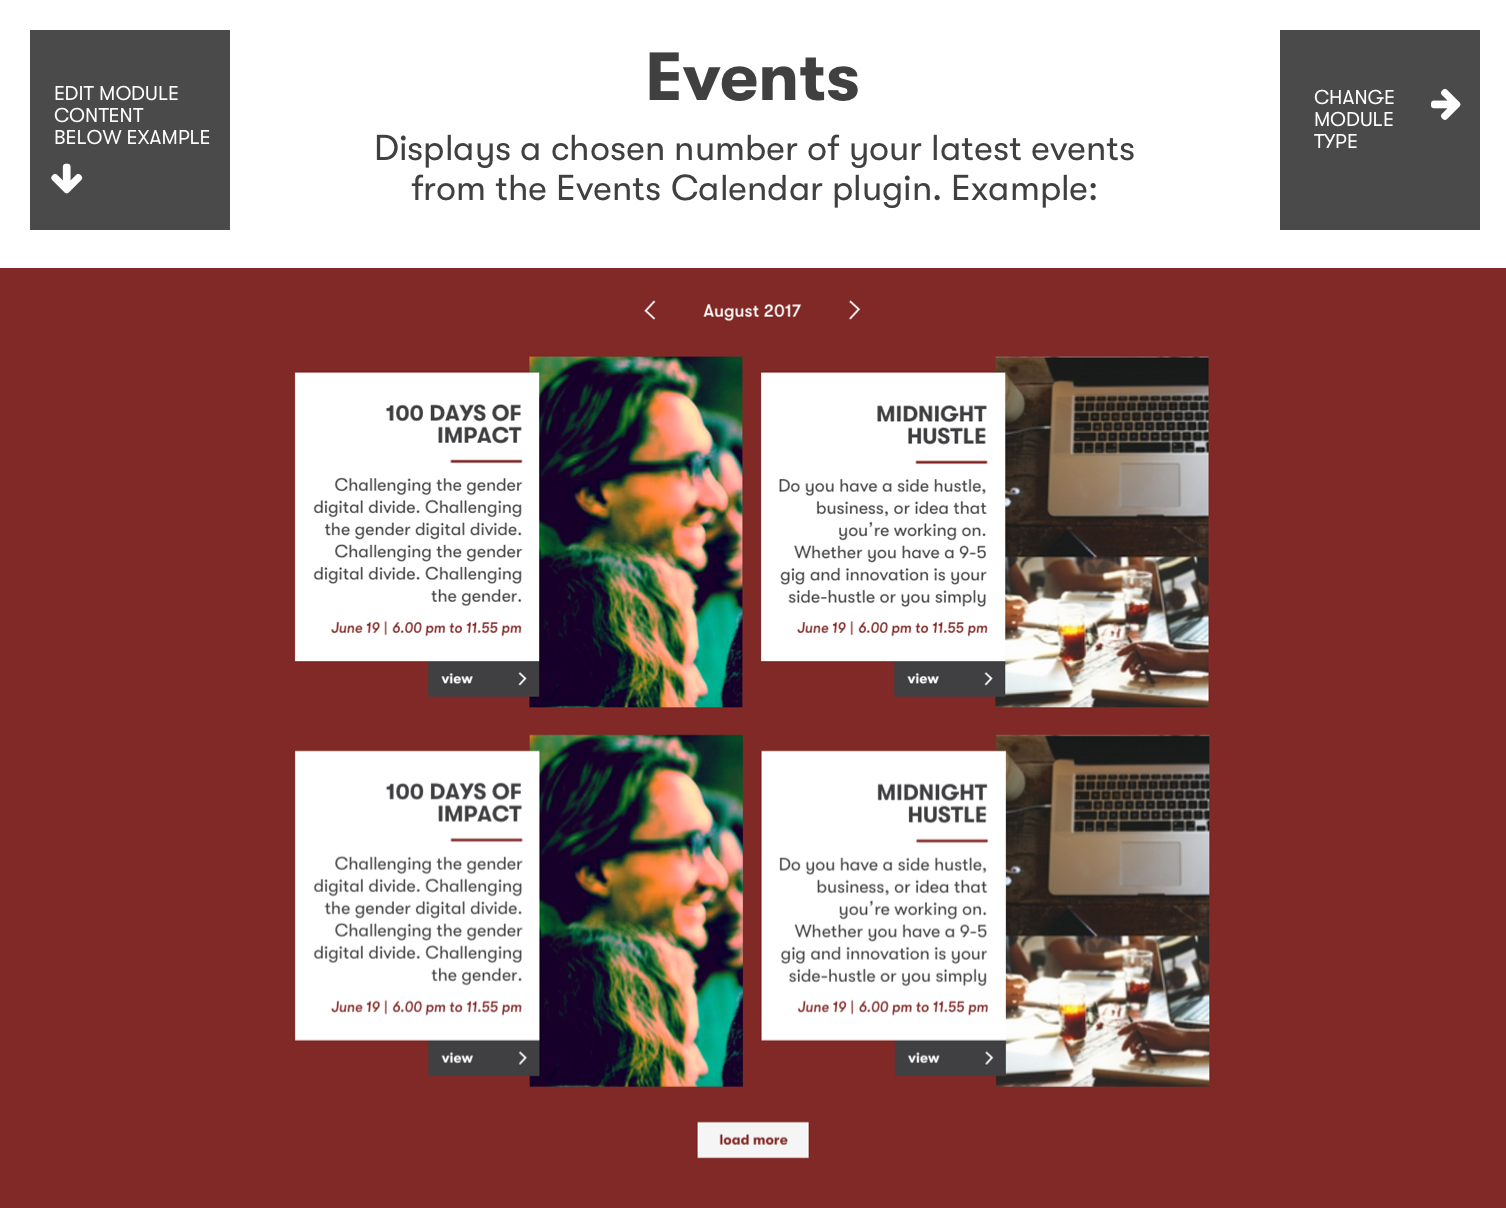 EDIT MODULE
CONTENT
BELOW EXAMPLE
Events
Displays a chosen number of your latest events
from the Events Calendar plugin. Example:
CHANGE
MODULE
TYPE
August 2017
100 DAYS OF
IMPACT
Challenging the gender
digital divide. Challenging
the gender digital divide.
Challenging the gender
digital divide. Challenging
the gender.
June 19 | 6.00 pm to 11.55 pm
view
MIDNIGHT
HUSTLE
Do you have a side hustle,
business, or idea that
you're working on.
Whether you have a 9-5
gig and innovation is your
side-hustle or you simply
June 19 | 6.00 pm to 11.55 pm
view
100 DAYS OF
IMPACT
Challenging the gender
digital divide. Challenging
the gender digital divide.
Challenging the gender
digital divide. Challenging
the gender.
June 19 | 6.00 pm to 11.55 pm
view
MIDNIGHT
HUSTLE
Do you have a side hustle,
business, or idea that
you're working on.
Whether you have a 9-5
gig and innovation is your
side-hustle or you simply
June 19 | 6.00 pm to 11.55 pm
view
load more